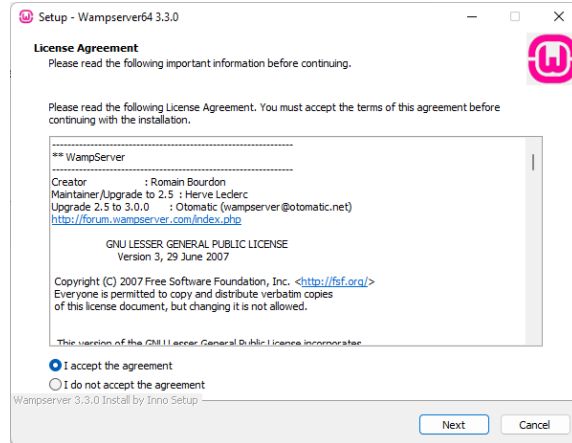 Setup - Wampserver64 3.3.0
License Agreement
Please read the following important information before continuing.
Please read the following License Agreement. You must accept the terms of this agreement before
continuing with the installation.
----------------------------------------------------------------
** WampServer
----------------------------------------------------------------
Creator : Romain Bourdon
Maintainer/Upgrade to 2.5 : Herve Leclerc
Upgrade 2.5 to 3.0.0 : Otomatic (wampserver@otomatic.net)
http://forum.wampserver.com/index.php
GNU LESSER GENERAL PUBLIC LICENSE
Version 3, 29 June 2007
Copyright (C) 2007 Free Software Foundation, Inc. <http://fsf.org/>
Everyone is permitted to copy and distribute verbatim copies
of this license document, but changing it is not allowed.
This version of the GNU Lesser General Public License incorporates
I accept the agreement
I do not accept the agreement
Wampserver 3.3.0 Install by Inno Setup
Next
Cancel